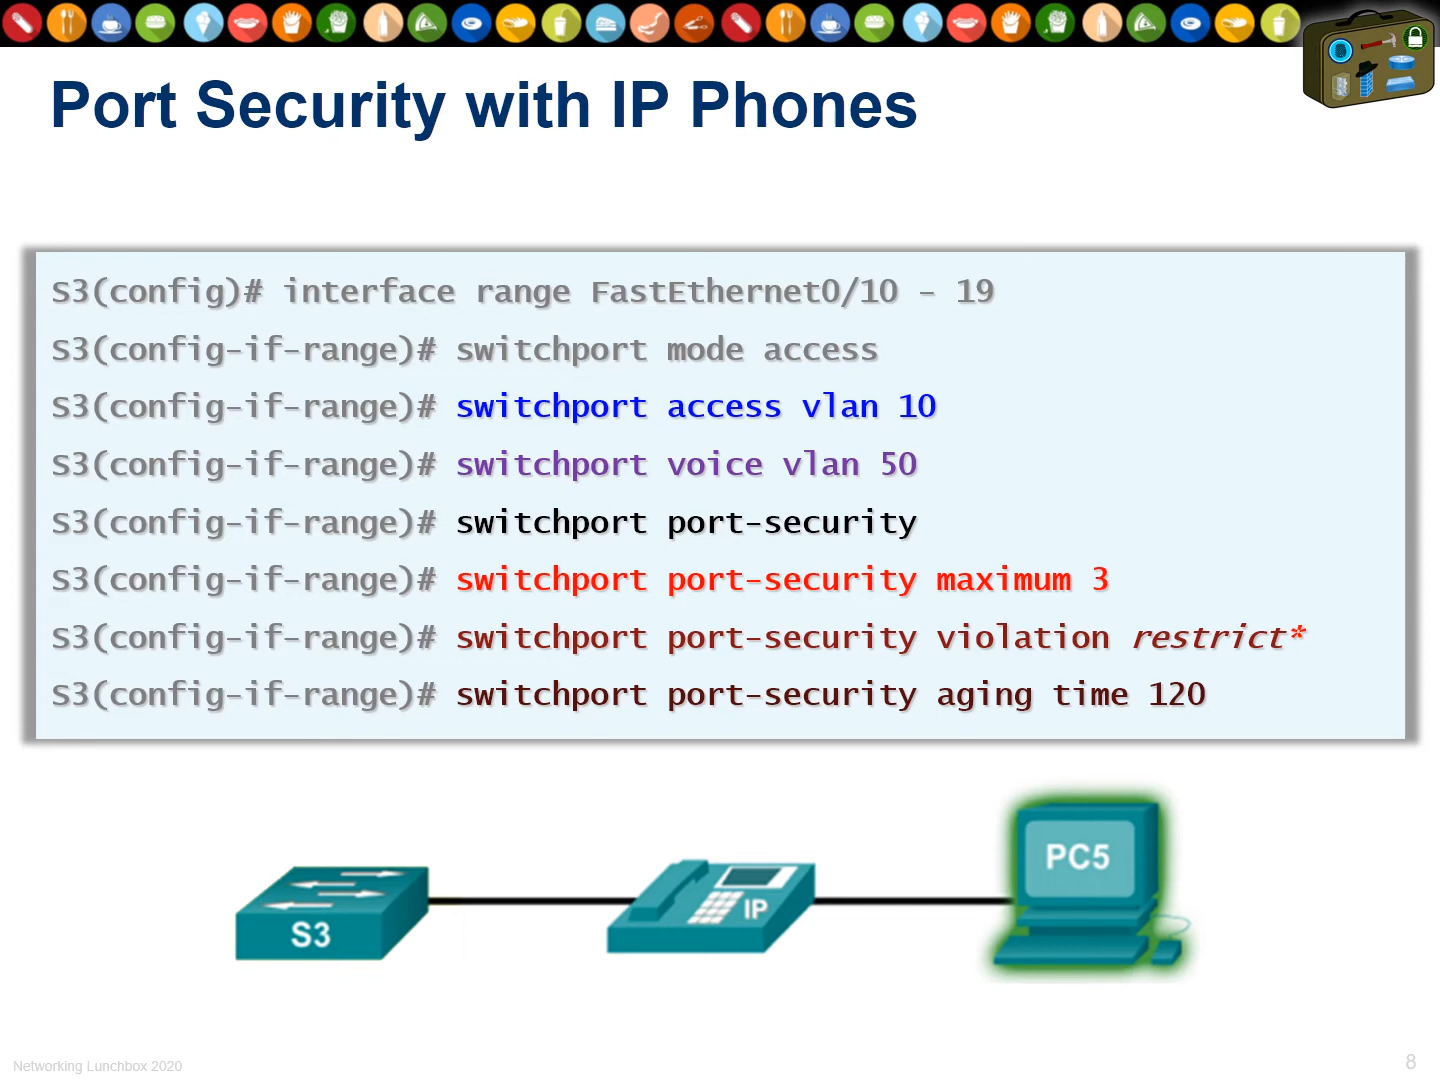 Port Security with IP Phones
S3(config)# interface range FastEthernet0/10 - 19
S3(config-if-range)# switchport mode access
S3(config-if-range)# switchport access vlan 10
S3(config-if-range)# switchport voice vlan 50
S3(config-if-range)# switchport port-security
S3(config-if-range)# switchport port-security maximum 3
S3(config-if-range)# switchport port-security violation restrict*
S3(config-if-range)# switchport port-security aging time 120
PC5
IP
S3
Networking Lunchbox 2020
8